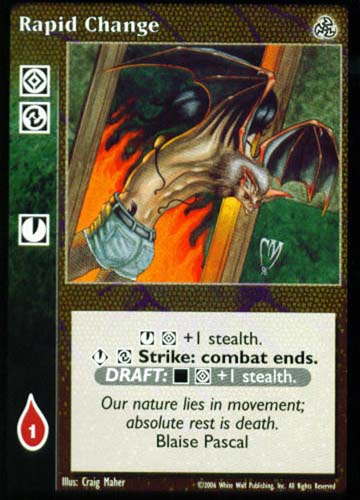 Rapid Change
+1 stealth.
Strike: combat ends.
DRAFT: +1 stealth.
Our nature lies in movement;
absolute rest is death.
Blaise Pascal
1
Illus: Craig Maher
©2006 White Wolf Publishing, Inc. All Rights Reserved